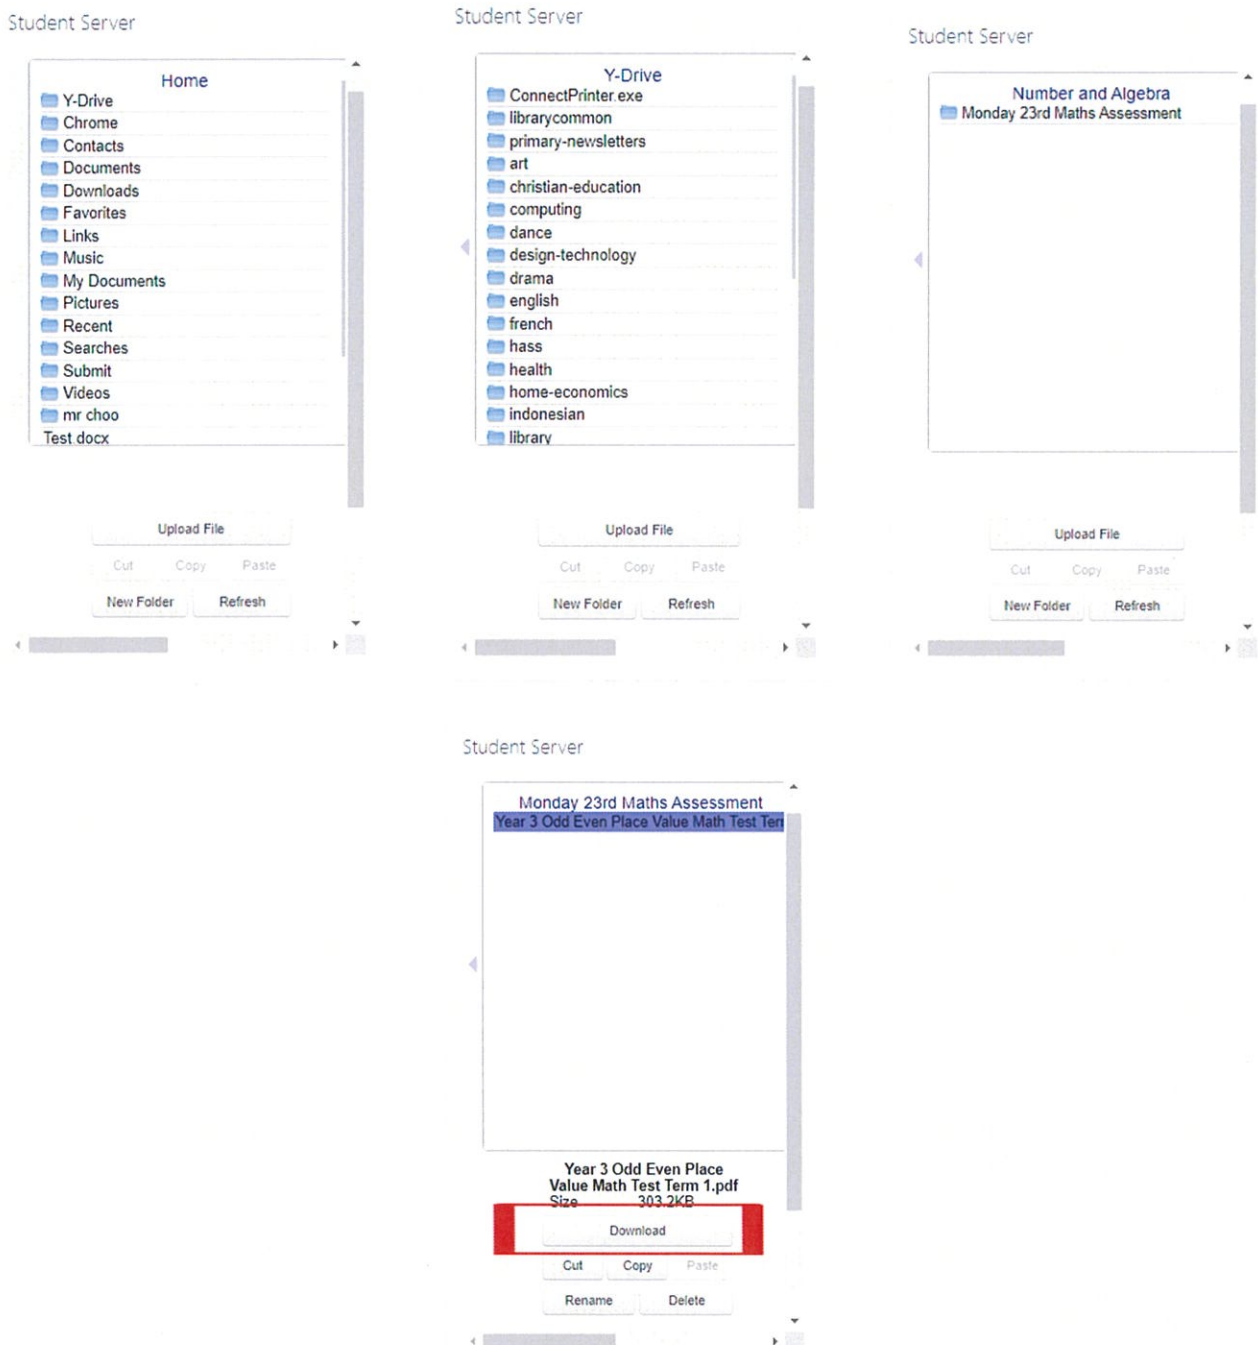 Student Server
Home
Y-Drive
Chrome
Contacts
Documents
Downloads
Favorites
Links
Music
My Documents
Pictures
Recent
Searches
Submit
Videos
mr choo
Test docx
Upload File
Cut Copy Paste
New Folder Refresh
Student Server
Y-Drive
ConnectPrinter.exe
librarycommon
primary-newsletters
art
christian-education
computing
dance
design-technology
drama
english
french
hass
health
home-economics
indonesian
library
Upload File
Cut Copy Paste
New Folder Refresh
Student Server
Number and Algebra
Monday 23rd Maths Assessment
Upload File
Cut Copy Paste
New Folder Refresh
Student Server
Monday 23rd Maths Assessment
Year 3 Odd Even Place Value Math Test Ter
Year 3 Odd Even Place
Value Math Test Term 1.pdf
Size 303.2KB
Download
Cut Copy Paste
Rename Delete